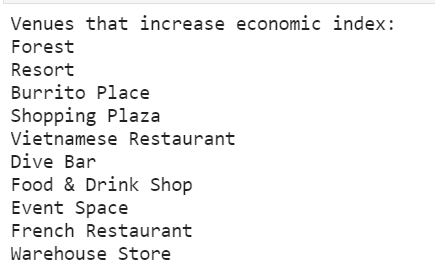 Venues that increase economic index:
Forest
Resort
Burrito Place
Shopping Plaza
Vietnamese Restaurant
Dive Bar
Food & Drink Shop
Event Space
French Restaurant
Warehouse Store